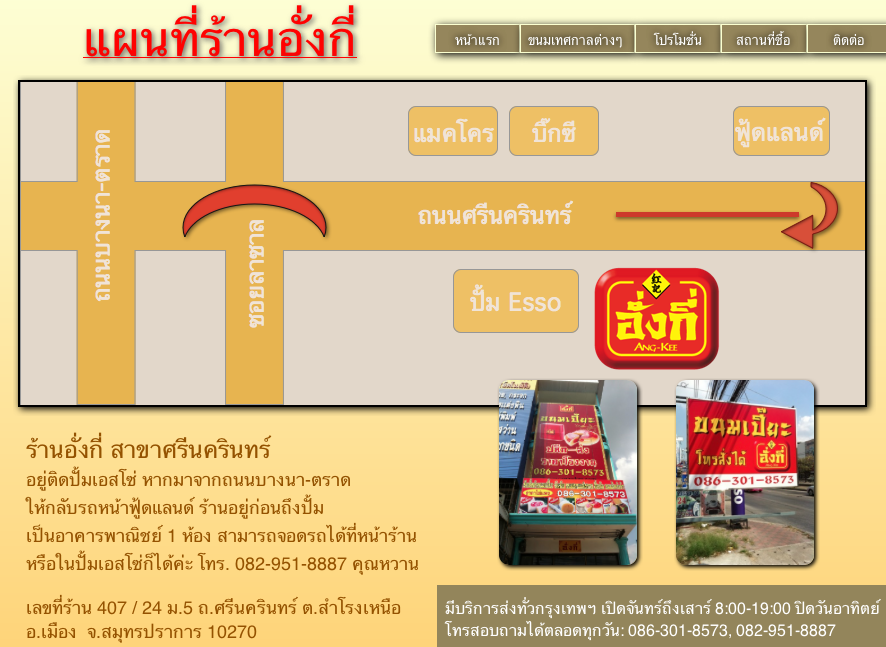 แผนที่ร้านอั่งกี่
หน้าแรก
ขนมเทศกาลต่างๆ
โปรโมชั่น
สถานที่ซื้อ
ติดต่อ
ถนนบางนา-ตราด
ซอยลาซาล
แมคโคร
บิ๊กซี
ฟู้ดแลนด์
ถนนศรีนครินทร์
ปั้ม Esso
紅記
อั่งกี่
ANG-KEE
ขนมเปี๊ยะ
ปลีก-ส่ง
086-301-8573
086-301-8573
ขนมเปี๊ยะ
โทรสั่งได้
อั่งกี่
086-301-8573
ร้านอั่งกี่ สาขาศรีนครินทร์
อยู่ติดปั้มเอสโซ่ หากมาจากถนนบางนา-ตราด
ให้กลับรถหน้าฟู้ดแลนด์ ร้านอยู่ก่อนถึงปั้ม
เป็นอาคารพาณิชย์ 1 ห้อง สามารถจอดรถได้ที่หน้าร้าน
หรือในปั้มเอสโซ่ก็ได้ค่ะ โทร. 082-951-8887 คุณหวาน
เลขที่ร้าน 407 / 24 ม.5 ถ.ศรีนครินทร์ ต.สำโรงเหนือ
อ.เมือง จ.สมุทรปราการ 10270
มีบริการส่งทั่วกรุงเทพฯ เปิดจันทร์ถึงเสาร์ 8:00-19:00 ปิดวันอาทิตย์
โทรสอบถามได้ตลอดทุกวัน: 086-301-8573, 082-951-8887